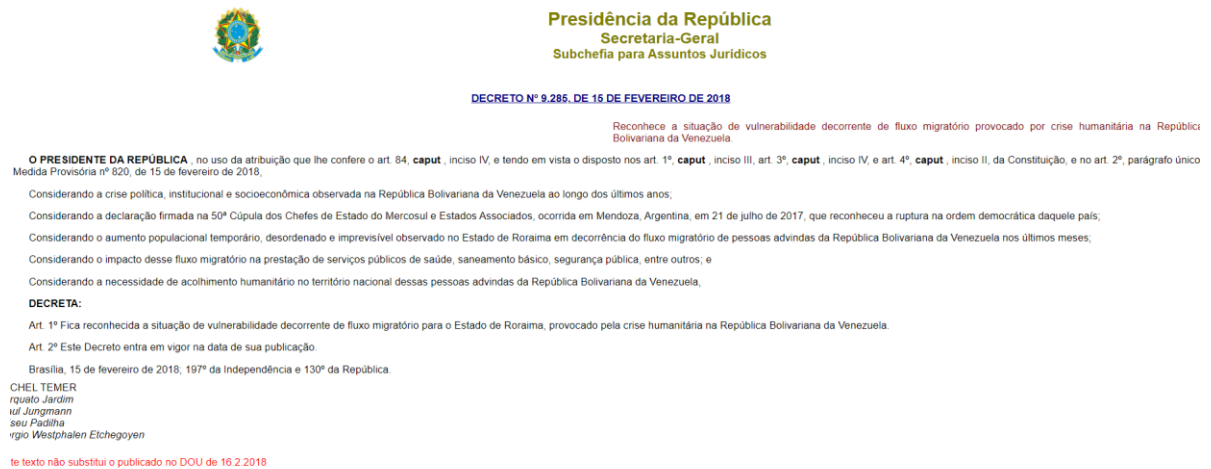 Presidência da República
Secretaria-Geral
Subchefia para Assuntos Jurídicos
DECRETO Nº 9.285, DE 15 DE FEVEREIRO DE 2018
Reconhece a situação de vulnerabilidade decorrente de fluxo migratório provocado por crise humanitária na República
Bolivariana da Venezuela.
O PRESIDENTE DA REPÚBLICA , no uso da atribuição que lhe confere o art. 84, caput , inciso IV, e tendo em vista o disposto nos art. 1º, caput , inciso III, art. 3º, caput , inciso IV, e art. 4º, caput , inciso II, da Constituição, e no art. 2º, parágrafo único
Medida Provisória nº 820, de 15 de fevereiro de 2018,
Considerando a crise política, institucional e socioeconômica observada na República Bolivariana da Venezuela ao longo dos últimos anos;
Considerando a declaração firmada na 50ª Cúpula dos Chefes de Estado do Mercosul e Estados Associados, ocorrida em Mendoza, Argentina, em 21 de julho de 2017, que reconheceu a ruptura na ordem democrática daquele país;
Considerando o aumento populacional temporário, desordenado e imprevisível observado no Estado de Roraima em decorrência do fluxo migratório de pessoas advindas da República Bolivariana da Venezuela nos últimos meses;
Considerando o impacto desse fluxo migratório na prestação de serviços públicos de saúde, saneamento básico, segurança pública, entre outros; e
Considerando a necessidade de acolhimento humanitário no território nacional dessas pessoas advindas da República Bolivariana da Venezuela,
DECRETA:
Art. 1º Fica reconhecida a situação de vulnerabilidade decorrente de fluxo migratório para o Estado de Roraima, provocado pela crise humanitária na República Bolivariana da Venezuela.
Art. 2º Este Decreto entra em vigor na data de sua publicação.
Brasília, 15 de fevereiro de 2018; 197º da Independência e 130º da República.
CHEL TEMER
rquato Jardim
ul Jungmann
seu Padilha
rgio Westphalen Etchegoyen
te texto não substitui o publicado no DOU de 16.2.2018